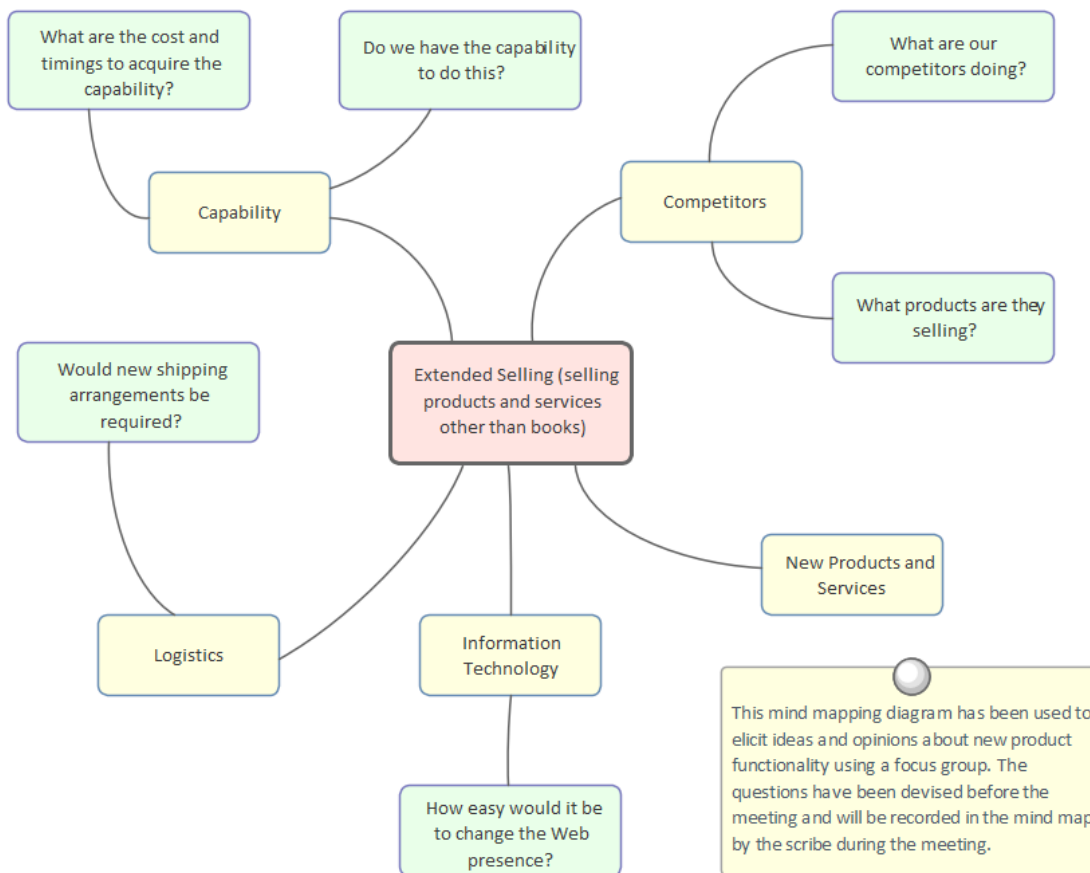 What are the cost and
timings to acquire the
capability?
Do we have the capability
to do this?
What are our
competitors doing?
Capability
Competitors
What products are they
selling?
Would new shipping
arrangements be
required?
Extended Selling (selling
products and services
other than books)
New Products and
Services
Logistics
Information
Technology
How easy would it be
to change the Web
presence?
This mind mapping diagram has been used to
elicit ideas and opinions about new product
functionality using a focus group. The
questions have been devised before the
meeting and will be recorded in the mind map
by the scribe during the meeting.